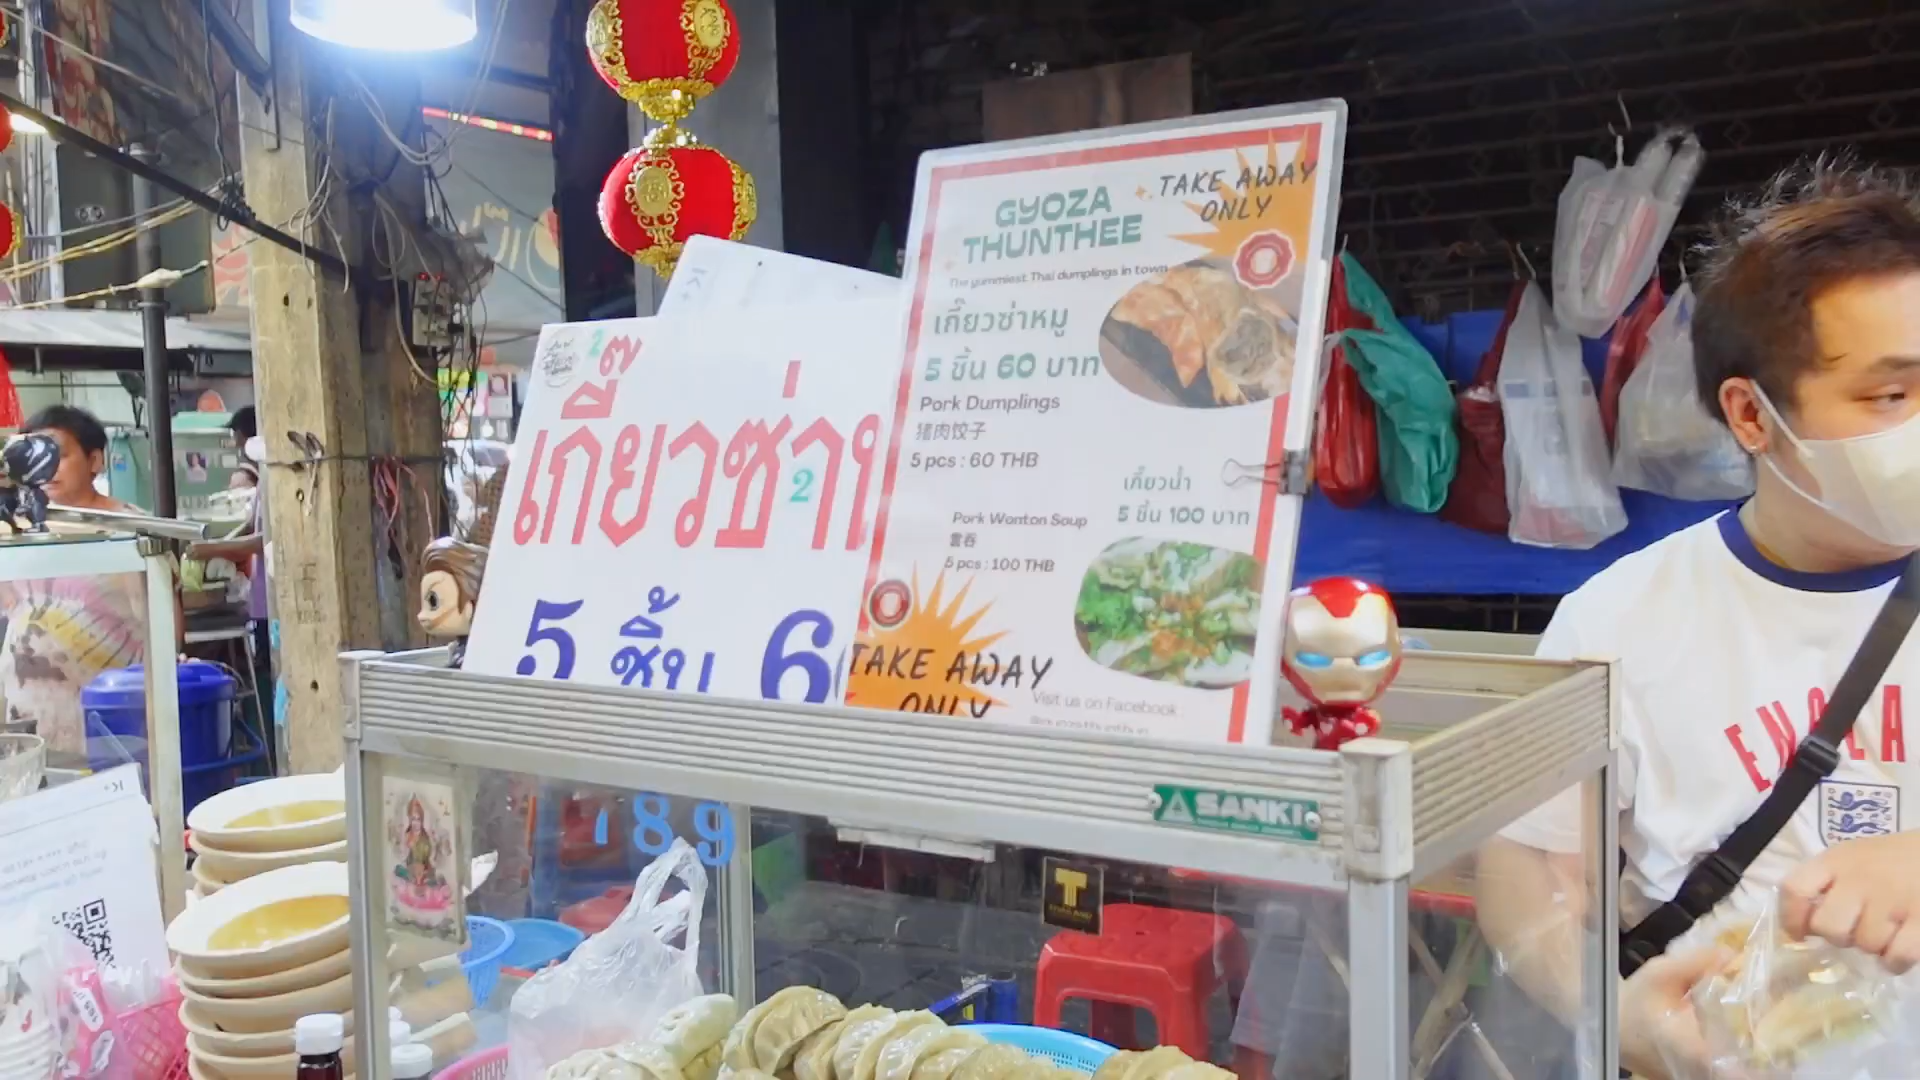 เกี๊ยวซ่า
5 ชิ้น 6
GYOZA
THUNTHEE
TAKE AWAY
ONLY
The yummiest Thai dumplings in town
เกี๊ยวซ่าหมู
5 ชิ้น 60 บาท
Pork Dumplings
猪肉饺子
5 pcs : 60 THB
เกี๊ยวน้ำ
5 ชิ้น 100 บาท
Pork Wonton Soup
雲吞
5 pcs : 100 THB
TAKE AWAY
ONLY
Visit us on Facebook :
SANKI
789
T